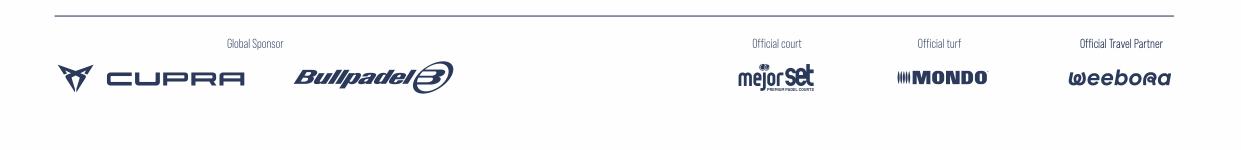 Global Sponsor
CUPRA
Bullpadel
Official court
mejorset
PREMIUM PADEL COURTS
Official turf
MONDO
Official Travel Partner
weebora